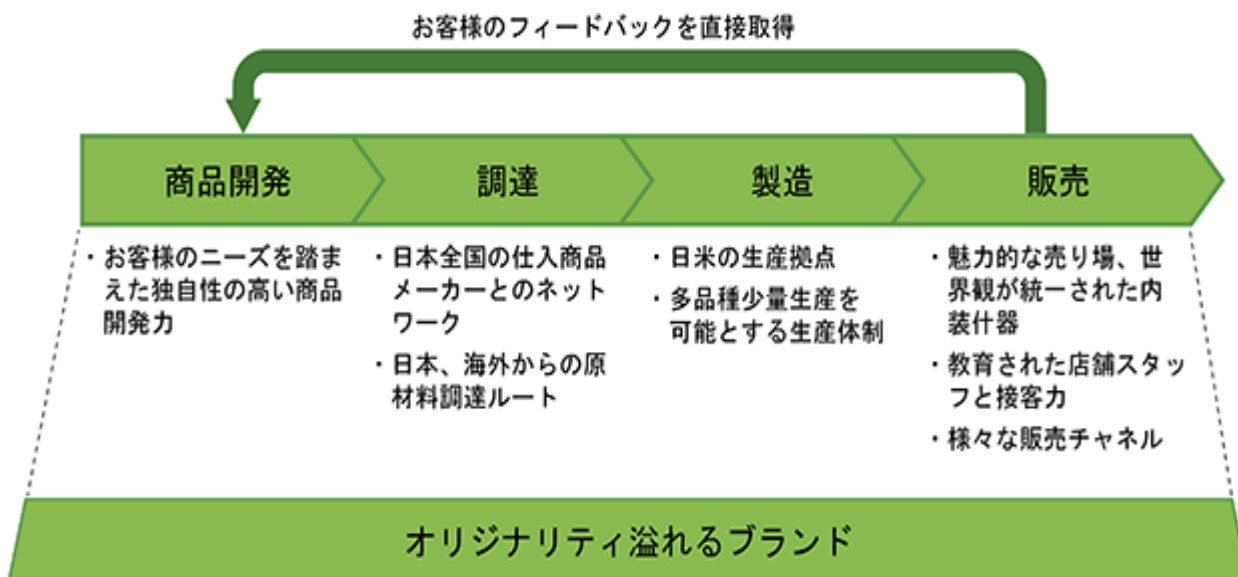 お客様のフィードバックを直接取得
商品開発
調達
製造
販売
・お客様のニーズを踏ま
えた独自性の高い商品
開発力
・日本全国の仕入商品
メーカーとのネット
ワーク
・日本、海外からの原
材料調達ルート
・日米の生産拠点
・多品種少量生産を
可能とする生産体制
・魅力的な売り場、世
界観が統一された内
装什器
・教育された店舗スタッ
フと接客力
・様々な販売チャネル
オリジナリティ溢れるブランド